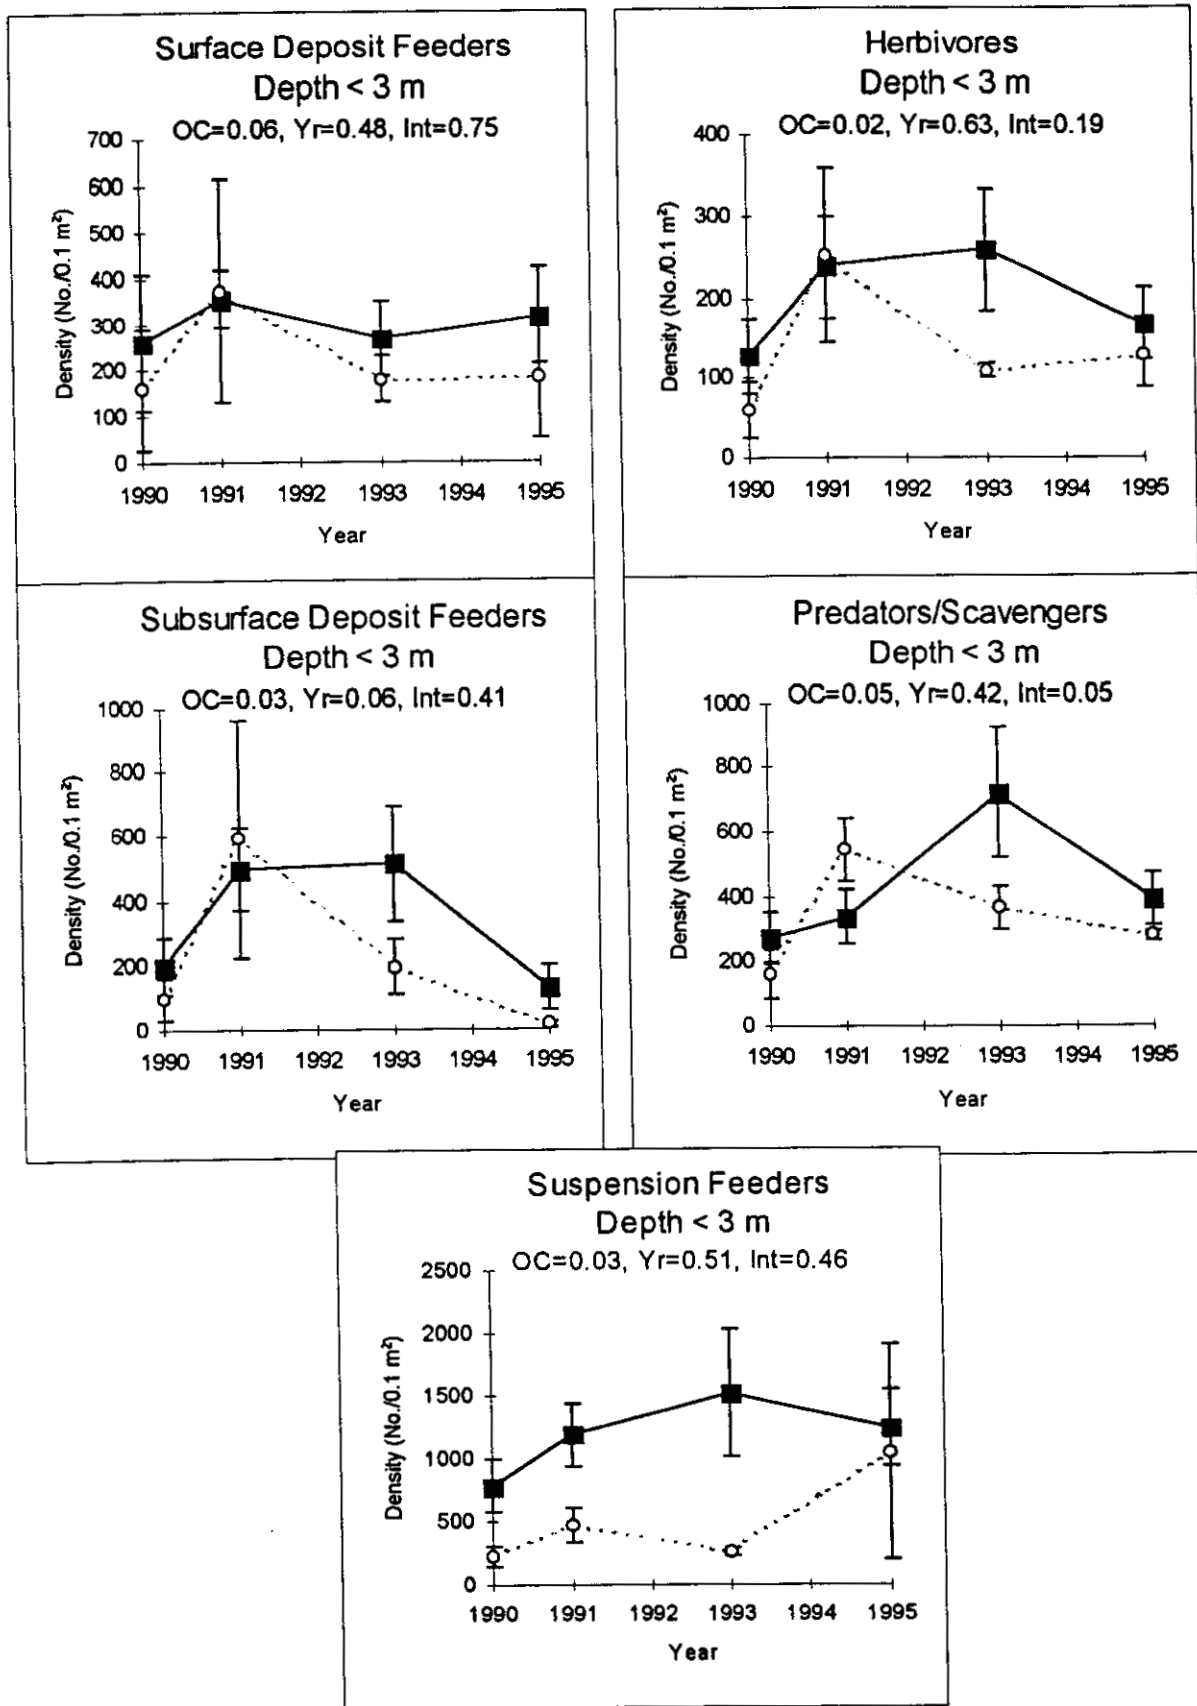 Surface Deposit Feeders
Depth < 3 m
OC=0.06, Yr=0.48, Int=0.75
Density (No./0.1 m²)
700
600
500
400
300
200
100
0
1990 1991 1992 1993 1994 1995
Year
Herbivores
Depth < 3 m
OC=0.02, Yr=0.63, Int=0.19
Density (No./0.1 m²)
400
300
200
100
0
1990 1991 1992 1993 1994 1995
Year
Subsurface Deposit Feeders
Depth < 3 m
OC=0.03, Yr=0.06, Int=0.41
Density (No./0.1 m²)
1000
800
600
400
200
0
1990 1991 1992 1993 1994 1995
Year
Predators/Scavengers
Depth < 3 m
OC=0.05, Yr=0.42, Int=0.05
Density (No./0.1 m²)
1000
800
600
400
200
0
1990 1991 1992 1993 1994 1995
Year
Suspension Feeders
Depth < 3 m
OC=0.03, Yr=0.51, Int=0.46
Density (No./0.1 m²)
2500
2000
1500
1000
500
0
1990 1991 1992 1993 1994 1995
Year